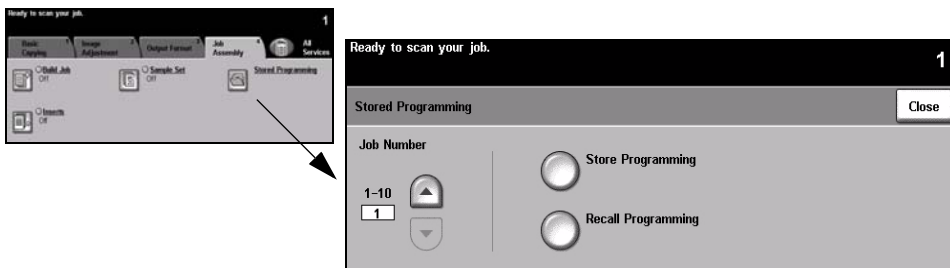 Ready to scan your job.
1
Basic Copying
Image Adjustment
Output Format
Job Assembly
All Services
Build Job
Off
Sample Set
Off
Stored Programming
Inserts
Off
Ready to scan your job.
1
Stored Programming
Close
Job Number
1-10
1
Store Programming
Recall Programming